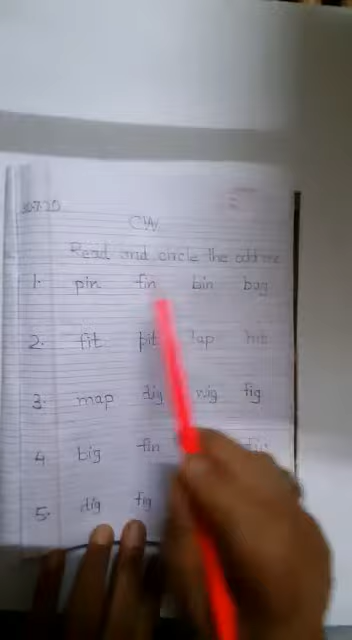 CW
Read and circle the odd one
1. pin fin bin bag
2. fit pit lap hit
3. map dig wig fig
4 big fin
5. dig fig